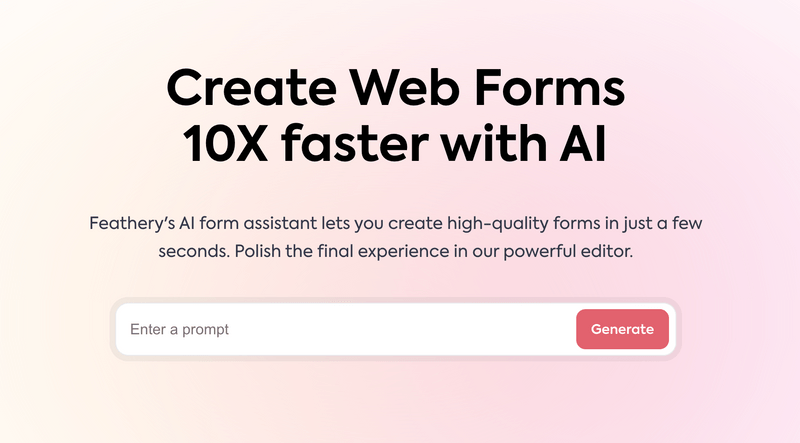 Create Web Forms
10X faster with AI
Feathery's AI form assistant lets you create high-quality forms in just a few
seconds. Polish the final experience in our powerful editor.
Enter a prompt
Generate